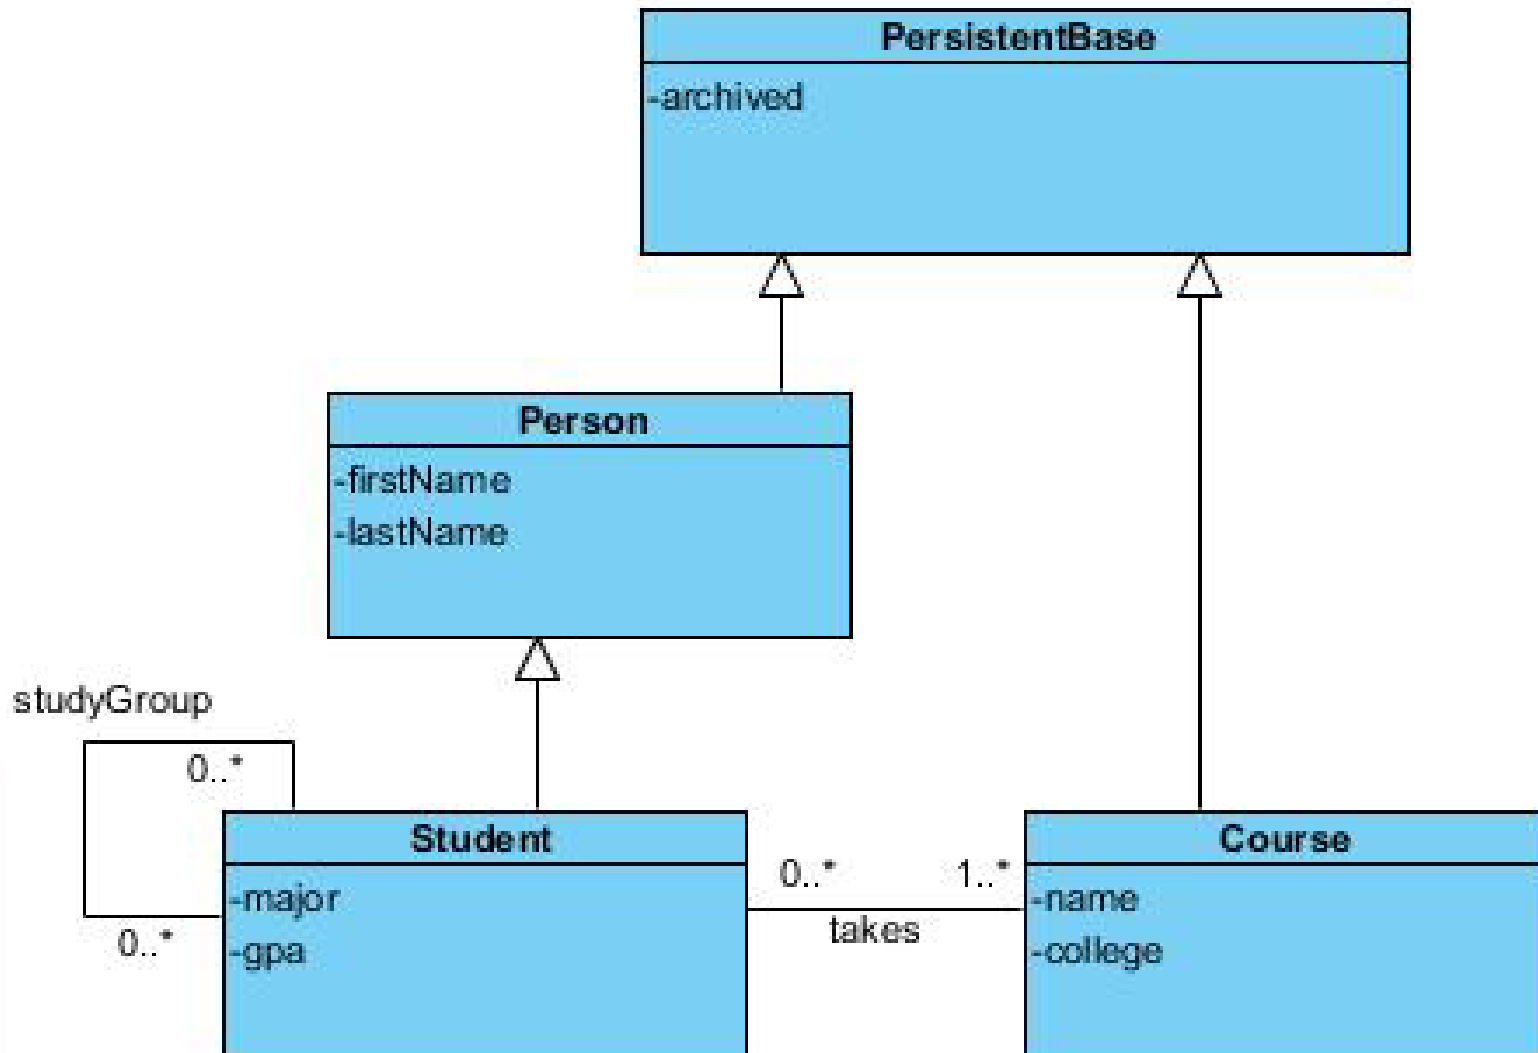 PersistentBase
-archived
Person
-firstName
-lastName
studyGroup
0..*
0..*
Student
-major
-gpa
0..*
1..*
takes
Course
-name
-college